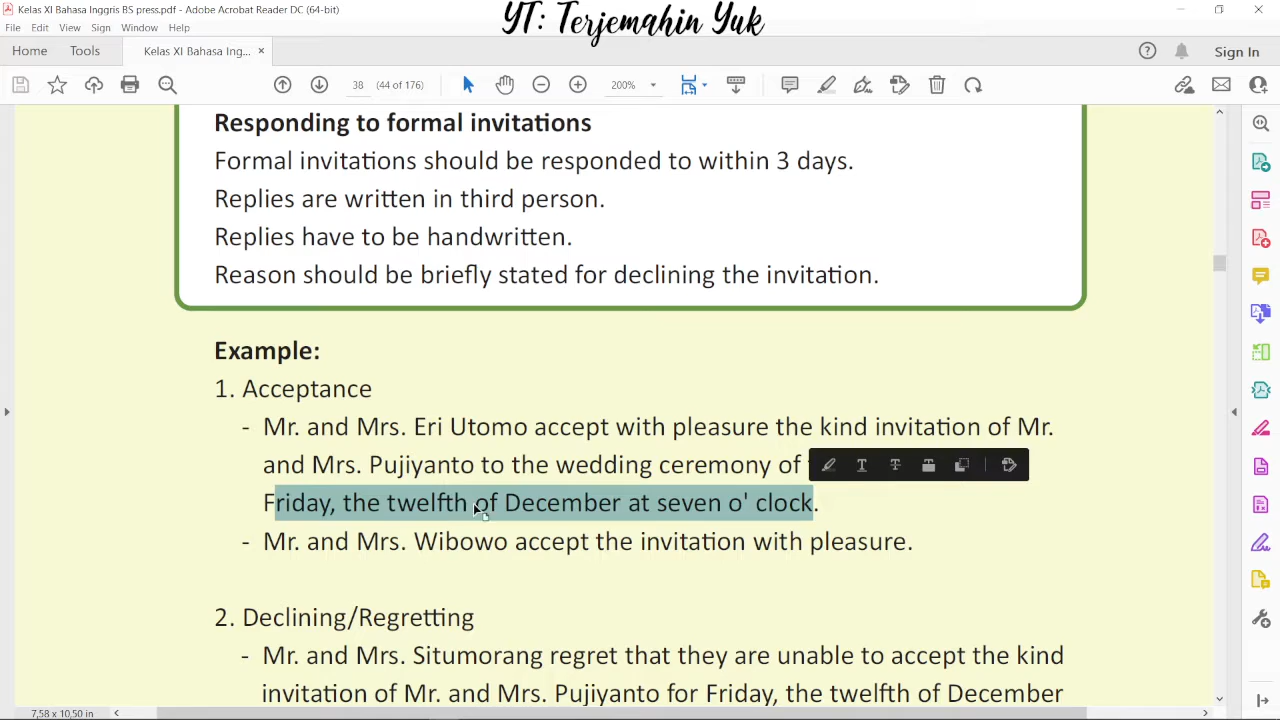 Kelas XI Bahasa Inggris BS press.pdf - Adobe Acrobat Reader DC (64-bit)
YT: Terjemahin Yuk
File Edit View Sign Window Help
Home Tools Kelas XI Bahasa Ing... × Sign In
38 (44 of 176) 200%
Responding to formal invitations
Formal invitations should be responded to within 3 days.
Replies are written in third person.
Replies have to be handwritten.
Reason should be briefly stated for declining the invitation.
Example:
1. Acceptance
- Mr. and Mrs. Eri Utomo accept with pleasure the kind invitation of Mr.
and Mrs. Pujiyanto to the wedding ceremony of
Friday, the twelfth of December at seven o' clock.
- Mr. and Mrs. Wibowo accept the invitation with pleasure.
2. Declining/Regretting
- Mr. and Mrs. Situmorang regret that they are unable to accept the kind
invitation of Mr. and Mrs. Pujiyanto for Friday, the twelfth of December
7,58 x 10,50 in